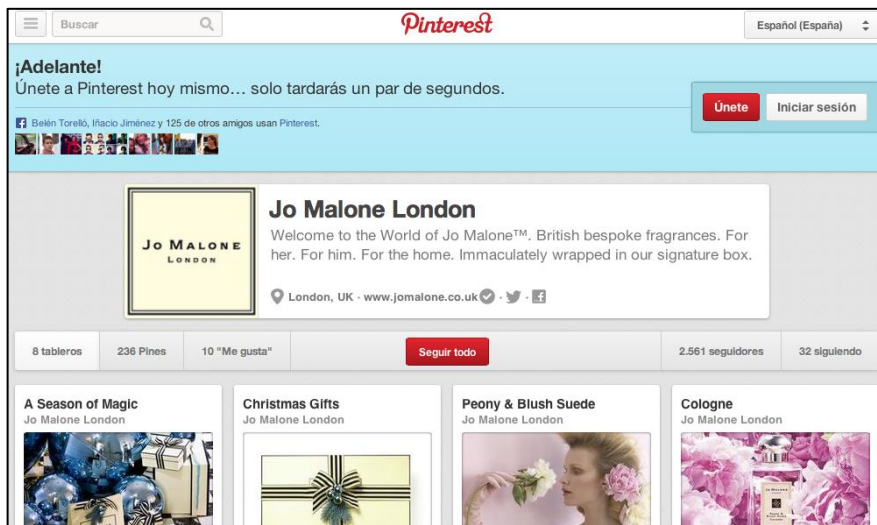 Buscar
Pinterest
Español (España)
¡Adelante!
Únete a Pinterest hoy mismo… solo tardarás un par de segundos.
Únete
Iniciar sesión
Belén Torelló, Iñacio Jiménez y 125 de otros amigos usan Pinterest.
JO MALONE
LONDON
Jo Malone London
Welcome to the World of Jo Malone™. British bespoke fragrances. For
her. For him. For the home. Immaculately wrapped in our signature box.
London, UK · www.jomalone.co.uk
8 tableros
236 Pines
10 "Me gusta"
Seguir todo
2.561 seguidores
32 siguiendo
A Season of Magic
Jo Malone London
Christmas Gifts
Jo Malone London
Peony & Blush Suede
Jo Malone London
Cologne
Jo Malone London
JO MALONE